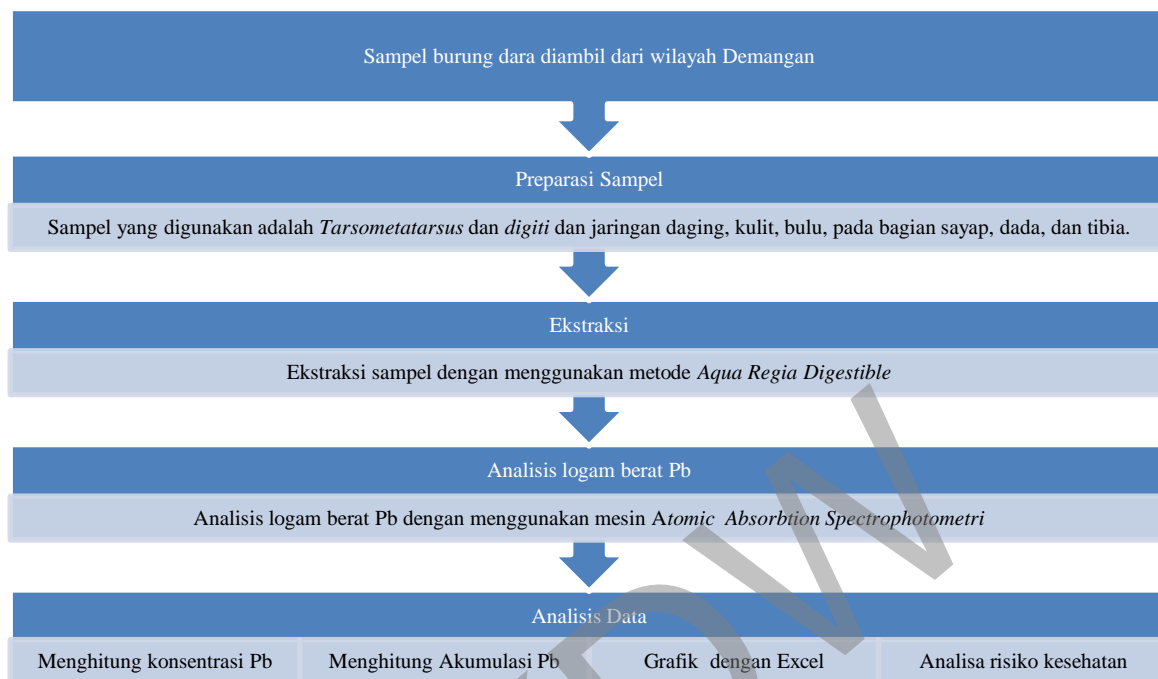 Sampel burung dara diambil dari wilayah Demangan
Preparasi Sampel
Sampel yang digunakan adalah Tarsometatarsus dan digiti dan jaringan daging, kulit, bulu, pada bagian sayap, dada, dan tibia.
Ekstraksi
Ekstraksi sampel dengan menggunakan metode Aqua Regia Digestible
Analisis logam berat Pb
Analisis logam berat Pb dengan menggunakan mesin Atomic Absorbtion Spectrophotometri
Analisis Data
Menghitung konsentrasi Pb Menghitung Akumulasi Pb Grafik dengan Excel Analisa risiko kesehatan